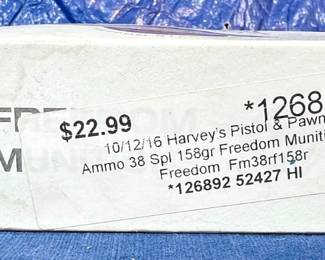 $22.99
*1268
10/12/16 Harvey's Pistol & Pawn
Ammo 38 Spl 158gr Freedom Muniti
Freedom Fm38rf158r
*126892 52427 HI